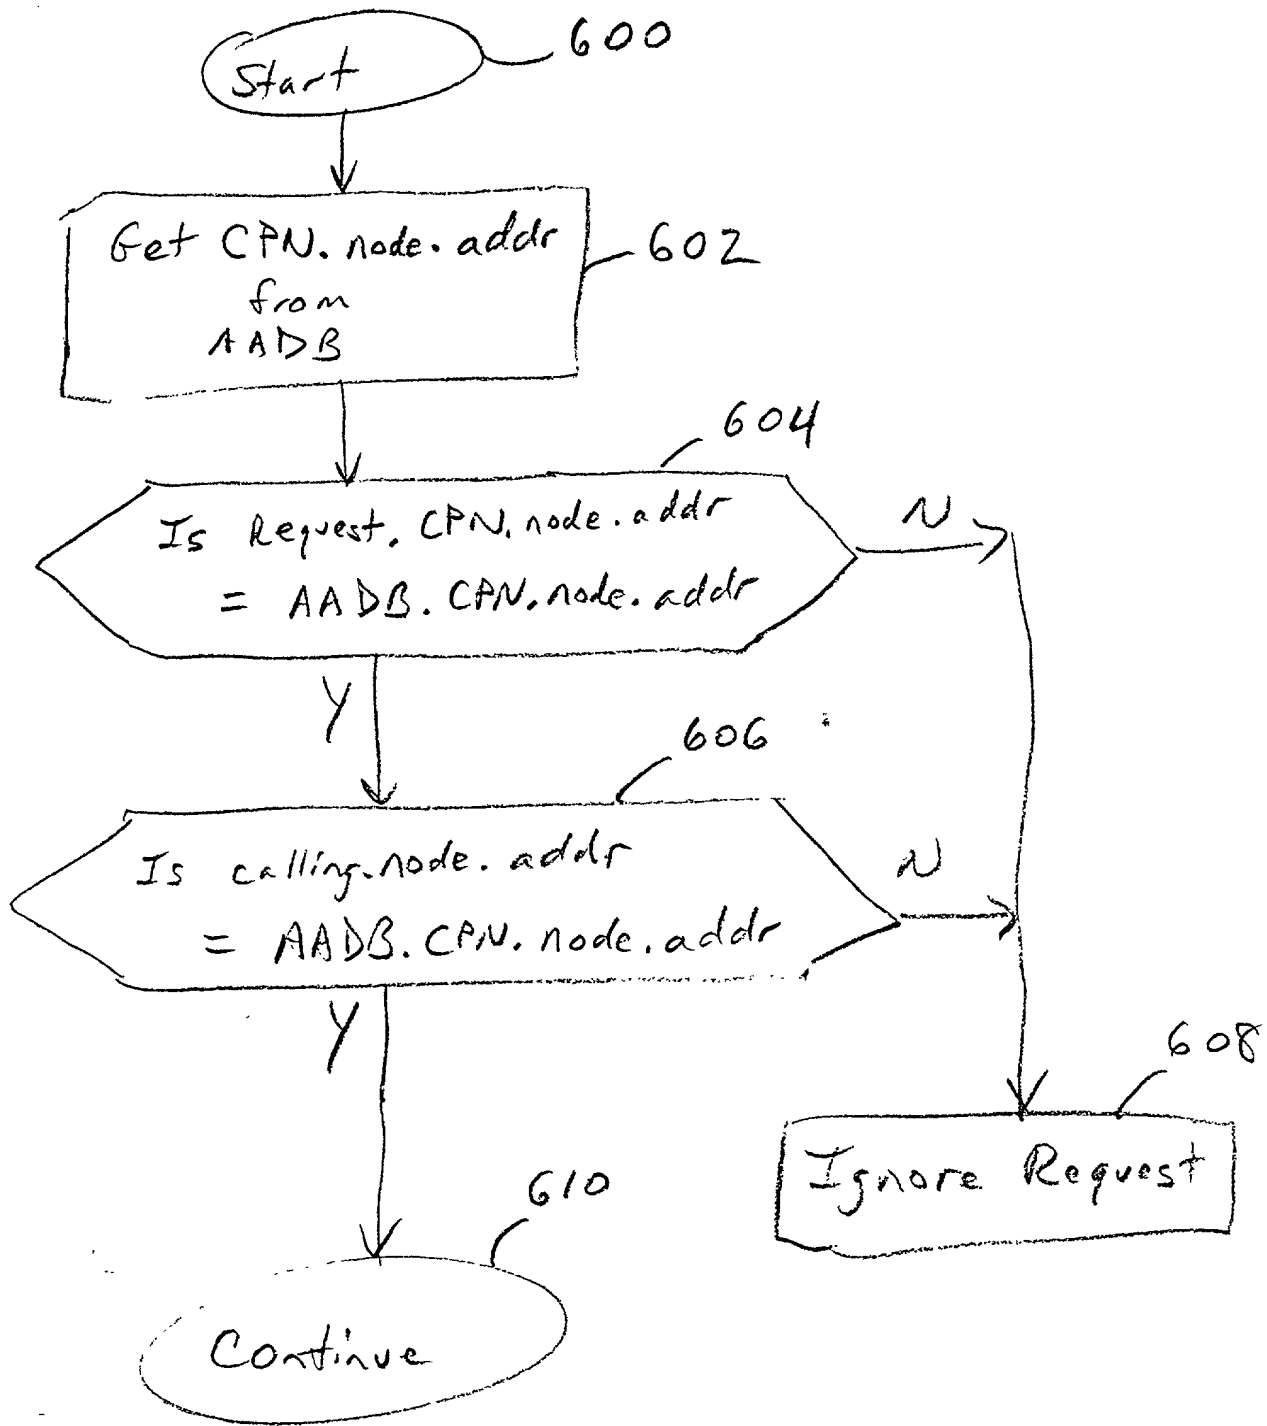 Start
600
Get CPN.node.addr
from
AADB
602
604
Is Request.CPN.node.addr
= AADB.CPN.node.addr
N
Y
606
Is calling.node.addr
= AADB.CPN.node.addr
N
Y
608
Ignore Request
610
Continue